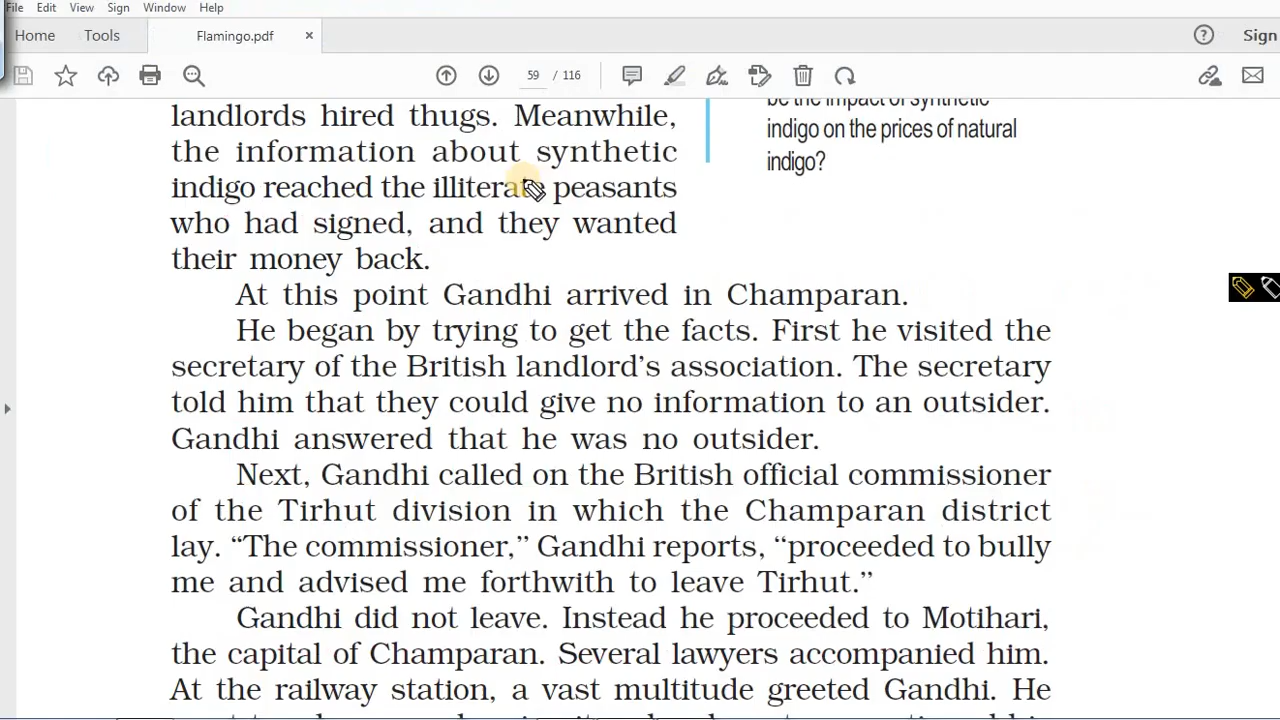 File Edit View Sign Window Help
Home Tools Flamingo.pdf × ? Sign
59 / 116
be the impact of synthetic
indigo on the prices of natural
indigo?
landlords hired thugs. Meanwhile,
the information about synthetic
indigo reached the illiterate peasants
who had signed, and they wanted
their money back.
At this point Gandhi arrived in Champaran.
He began by trying to get the facts. First he visited the
secretary of the British landlord’s association. The secretary
told him that they could give no information to an outsider.
Gandhi answered that he was no outsider.
Next, Gandhi called on the British official commissioner
of the Tirhut division in which the Champaran district
lay. “The commissioner,” Gandhi reports, “proceeded to bully
me and advised me forthwith to leave Tirhut.”
Gandhi did not leave. Instead he proceeded to Motihari,
the capital of Champaran. Several lawyers accompanied him.
At the railway station, a vast multitude greeted Gandhi. He